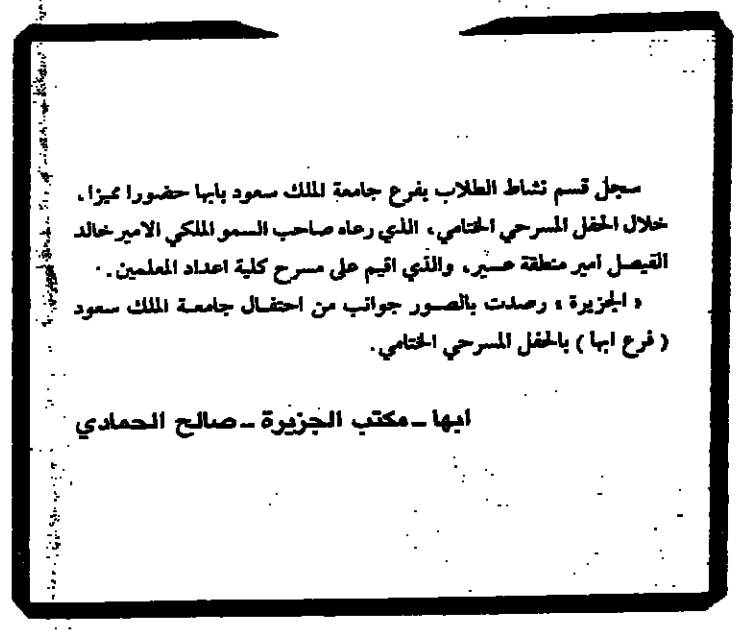 سجل قسم نشاط الطلاب بفرع جامعة الملك سعود بابها حضورا مميزا،
خلال الحفل المسرحي الختامي، الذي رعاه صاحب السمو الملكي الامير خالد
الفيصل امير منطقة عسير، والذي اقيم على مسرح كلية اعداد المعلمين.
« الجزيرة » رصدت بالصور جوانب من احتفال جامعة الملك سعود
( فرع ابها ) بالحفل المسرحي الختامي.
ابها ــ مكتب الجزيرة ــ صالح الحمادي